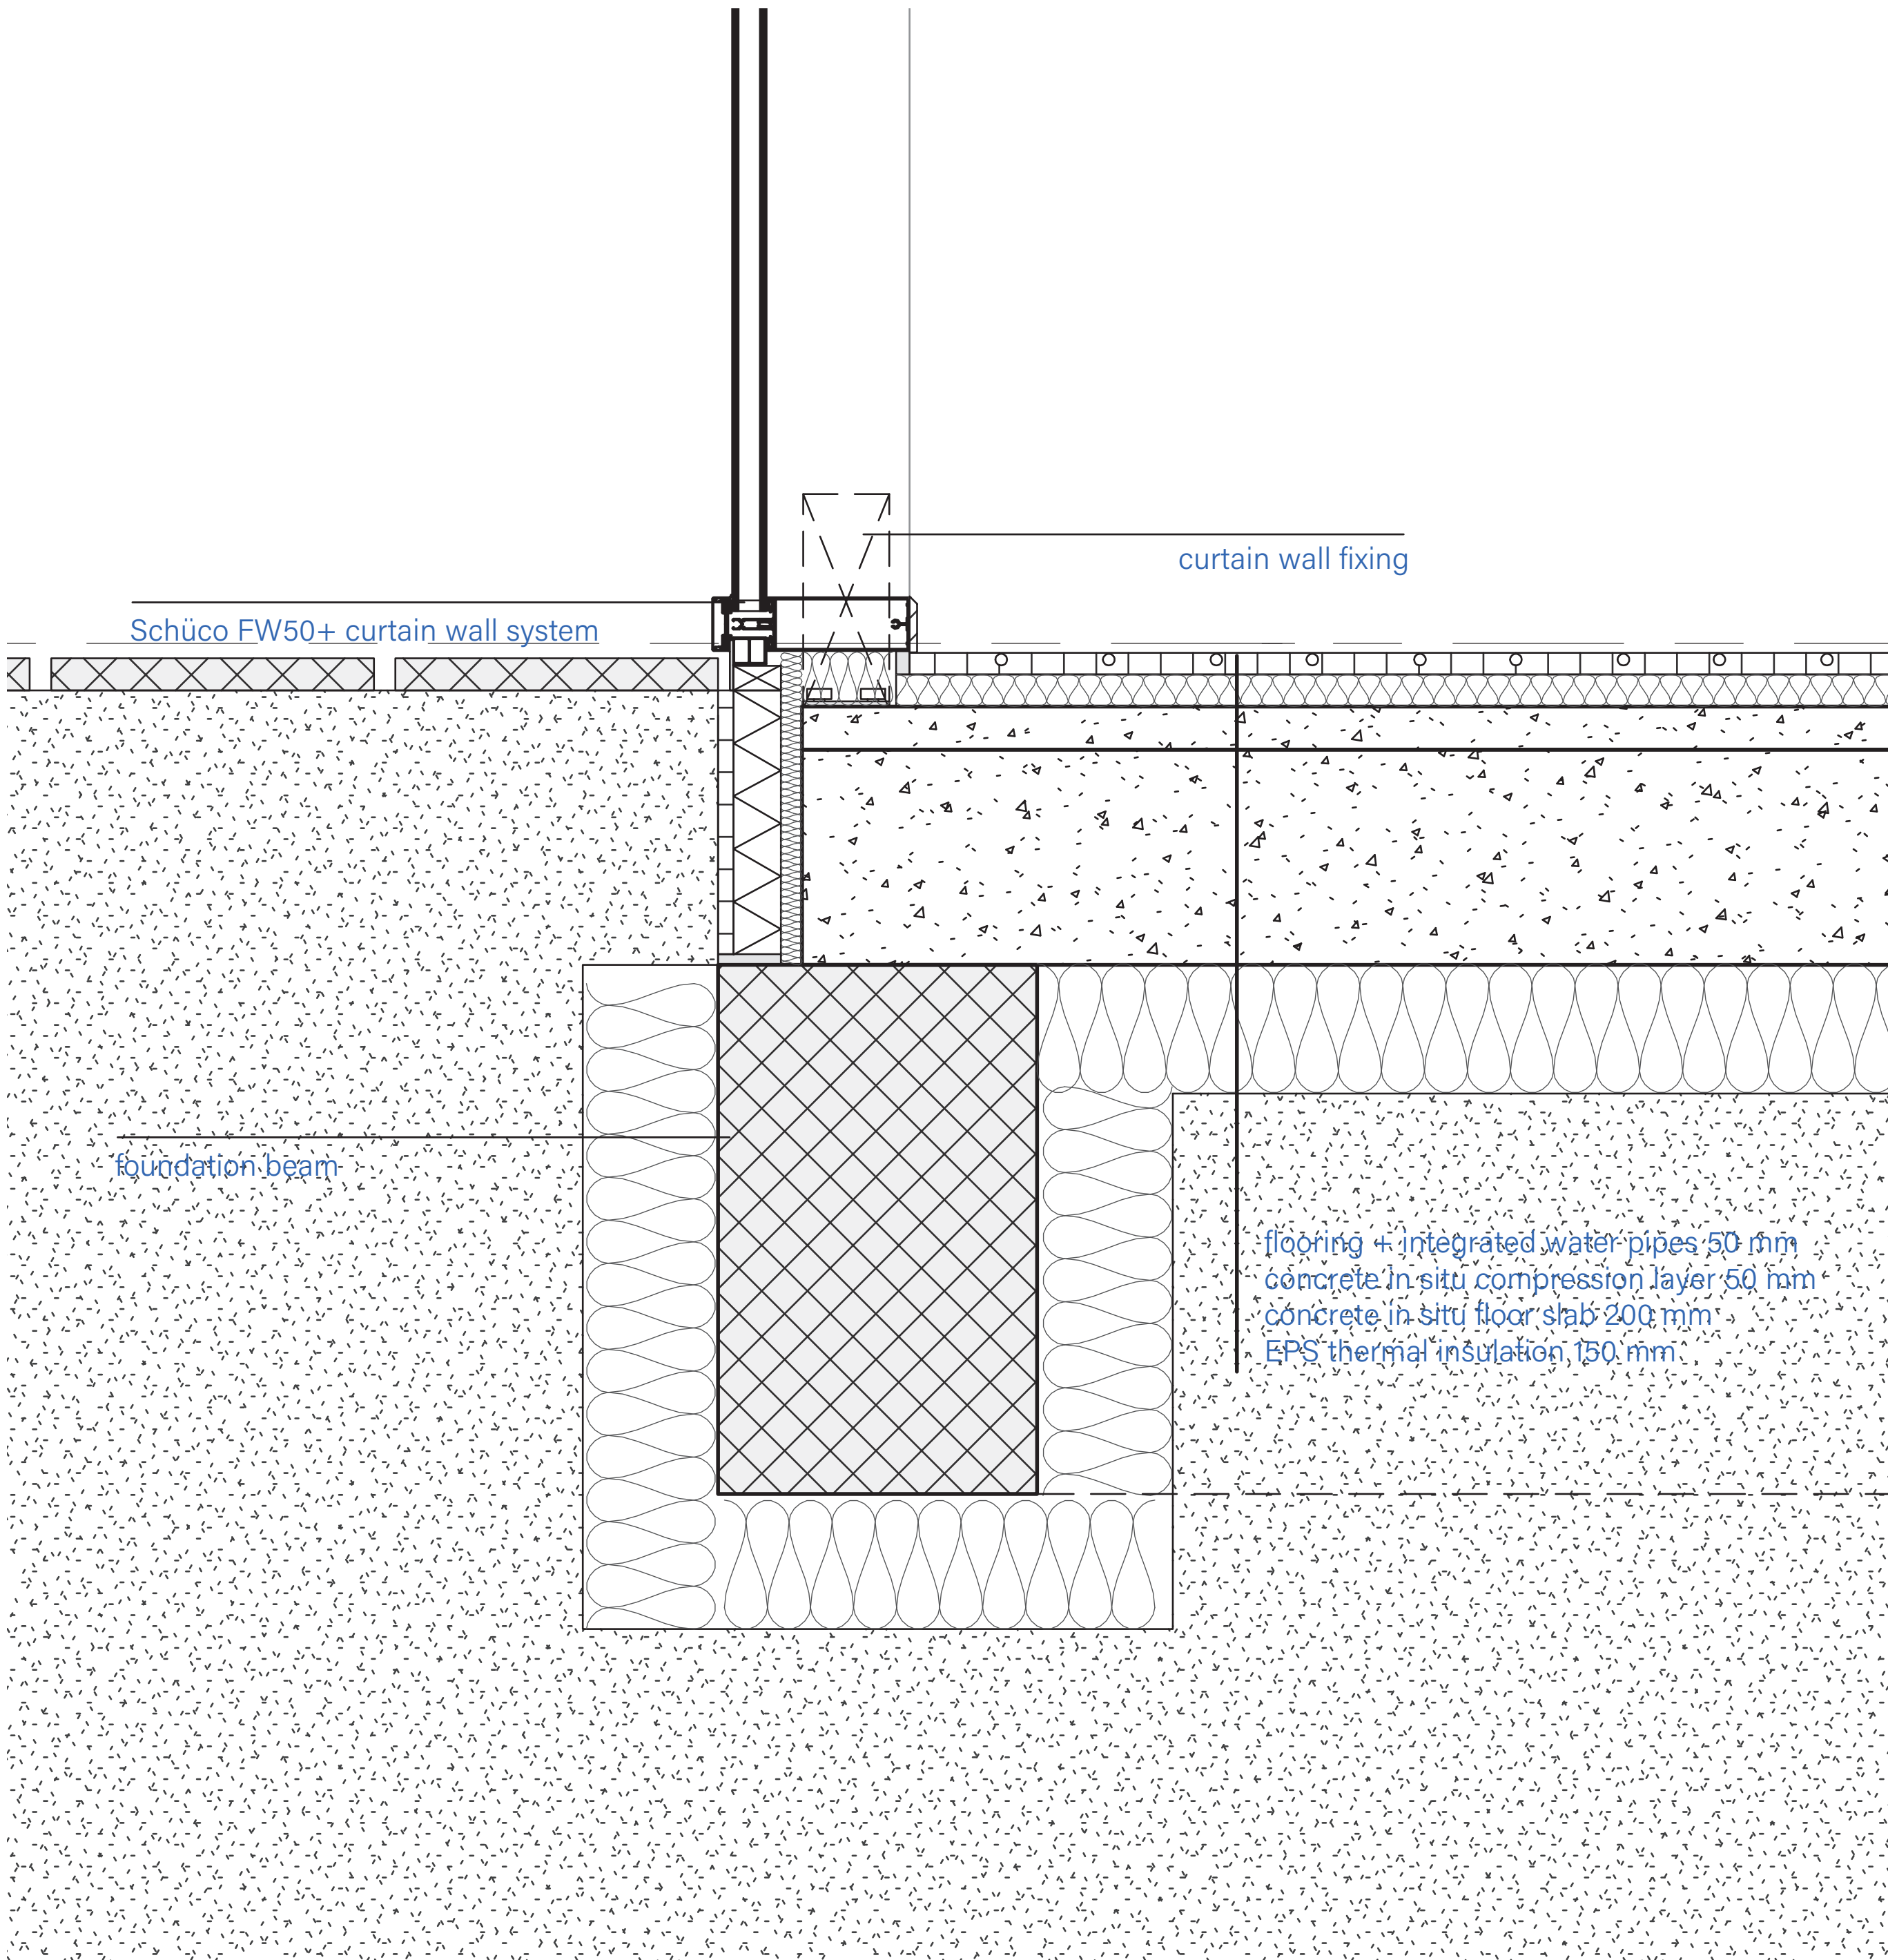 curtain wall fixing
Schüco FW50+ curtain wall system
foundation beam
flooring + integrated water pipes 50 mm
concrete in situ compression layer 50 mm
concrete in situ floor slab 200 mm
EPS thermal insulation 150 mm